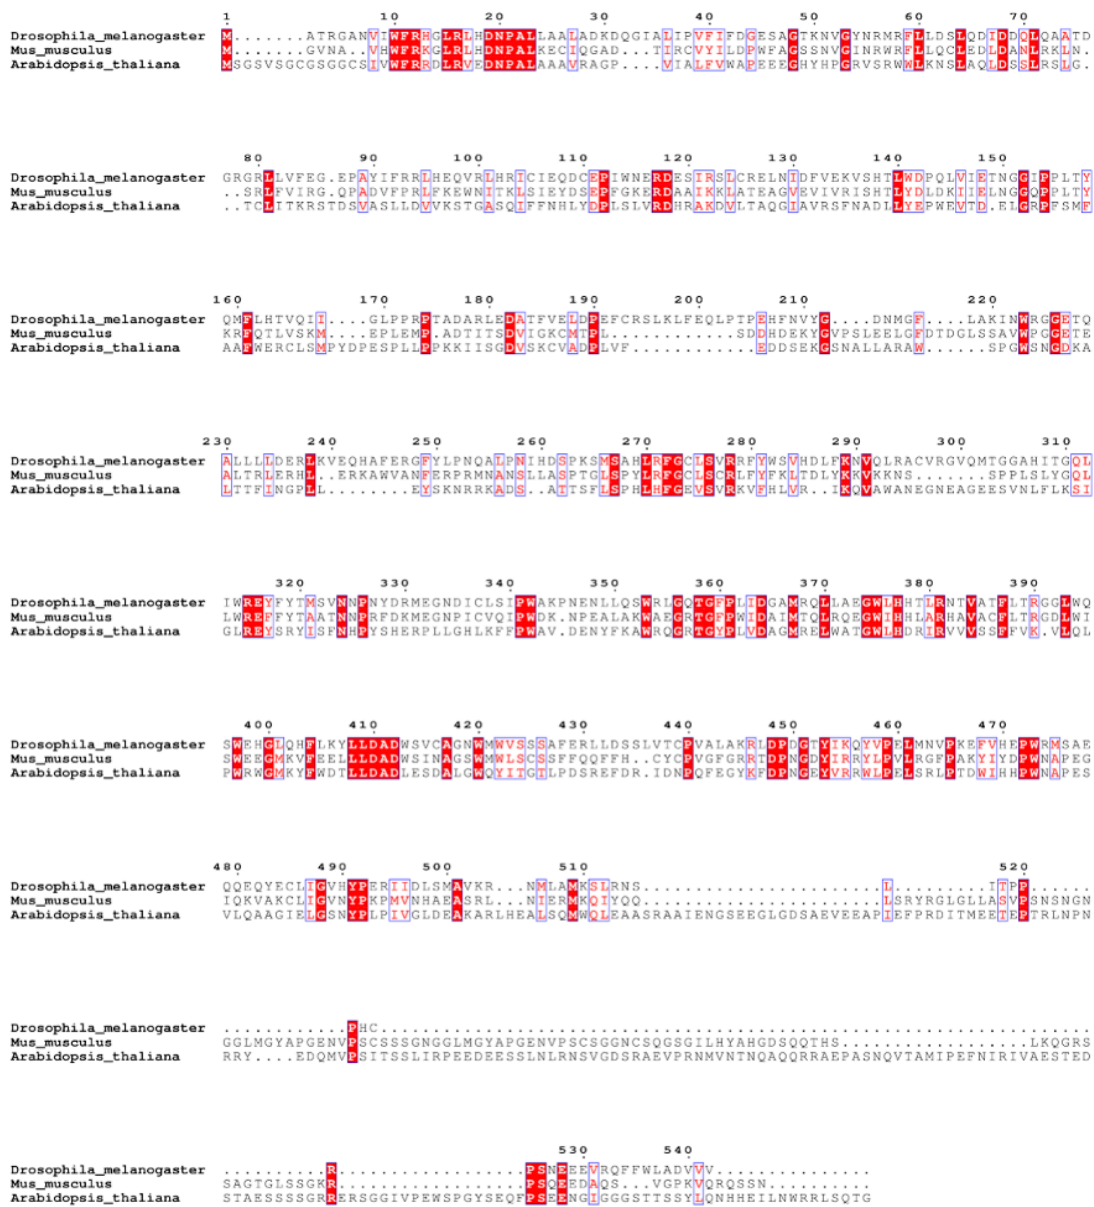 1 10 20 30 40 50 60 70
Drosophila_melanogaster M.......ATRGANVIWFRHGLRLHDNPALLAALADKDQGIALIPVFIFDGESAGTKNVGYNRMRFLLDSLQDIDDQLQAATD
Mus_musculus M.......GVNA..VHWFRKGLRLHDNPALKECIQGAD...TIRCVYILDPWFAGSSNVGINRWRFLLQCLEDLDANLRKLN.
Arabidopsis_thaliana MSGSVSGCGSGGCSIVWFRRDLRVEDNPALAAAVRAGP....VIALFVWAPEEEGHYHPGRVSRWWLKNSLAQLDSSLRSLG.
80 90 100 110 120 130 140 150
Drosophila_melanogaster GRGRLLVFEG.EPAYIFRRLHEQVRLHRICIEQDCEPIWNERDESIRSLCRELNIDFVEKVSHTLWDPQLVIETNGGIPPLTY
Mus_musculus ..SRLFVIRG.QPADVFPRLFKEWNITKLSIEYDSEPFGKERDAAIKKLATEAGVEVIVRISHTLYDLDKIIELNGGQPPLTY
Arabidopsis_thaliana ..TCLITKRSTDSVASLLDVVKSTGASQIFFNHLYDPLSLVRDHRAKDVLTAQGIAVRSFNADLLYEPWEVTD.ELGRPFSMF
160 170 180 190 200 210 220
Drosophila_melanogaster QMFLHTVQII....GLPPRPTADARLEDATFVELDPEFCRSLKLFEQLPTPEHFNVYG.....DNMGF....LAKINWRGGETQ
Mus_musculus KRFQTLVSKM....EPLEMP.ADTITSDVIGKCMTPL...........SDDHDEKYGVPSLEELGFDTDGLSSAVWPGGETE
Arabidopsis_thaliana AAFWERCLSMPYDPESPLLPPKKIISGDVSKCVADPLVF............EDDSEKGSNALLARAW......SPGWSNGDKA
230 240 250 260 270 280 290 300 310
Drosophila_melanogaster ALLLLDERLKVEQHAFERGFYLPNQALPNIHDSPKSMSAHLRFGCLSVRRFYWSVHDLFKNVQLRACVRGVQMTGGAHITGQL
Mus_musculus ALTRLERHL..ERKAWVANFERPRMNANSLLASPTGLSPYLRFGCLSCRLFYFKLTDLYKKVKKNS......SPPLSLYGQL
Arabidopsis_thaliana LTTFINGPLL.......EYSKNRRKADS..ATTSFLSPHLHFGEVSVRKVFHLVR..IKQVAWANEGNEAGEESVNLFLKSI
320 330 340 350 360 370 380 390
Drosophila_melanogaster IWREYFYTMSVNNPNYDRMEGNDICLSIPWAKPNENLLQSWRLGQTGFPLIDGAMRQLLAEGWLHHTLRNTVATFLTRGGLWQ
Mus_musculus LWREFFYTAATNNPRFDKMEGNPICVQIPWDK.NPEALAKWAEGRTGFPWIDAIMTQLRQEGWIHHLARHAVACFLTRGDLWI
Arabidopsis_thaliana GLREYSRYISFNHPYSHERPLLGHLKFFPWAV.DENYFKAWRQGRTGYPLVDAGMRELWATGWLHDRIRVVVSSFFVK.VLQL
400 410 420 430 440 450 460 470
Drosophila_melanogaster SWEHGLQHFLKYLLDADWSVCAGNWMWVSSSAFERLLDSSLVTCPVALAKRLDPDGTYIKQYVPELMNVPKEFVHEPWRMSAE
Mus_musculus SWEEGMKVFEELLLDADWSINAGSWMWLSCSSFFQQFFH.CYCPVGFGRRTDPNGDYIRRYLPVLRGFPAKYIYDPWNAPEG
Arabidopsis_thaliana PWRWGMKYFWDTLLDADLESDALGWQYITGTLPDSREFDR.IDNPQFEGYKFDPNGEYVRRWLPELSRLPTDWIHHPWNAPES
480 490 500 510 520
Drosophila_melanogaster QQEQYECLIGVHYPERIIDLSMAVKR...NMLAMKSLRNS.......................L........ITPP.....
Mus_musculus IQKVAKCLIGVNYPKPMVNHAEASRL...NIERMKQIYQQ.......................LSRYRGLGLLASVPSNSNGN
Arabidopsis_thaliana VLQAAGIELGSNYPLPIVGLDEAKARLHEALSQMWQLEAASRAAIENGSEEGLGDSAEVEEAPIEFPRDITMEETEPTRLNPN
Drosophila_melanogaster ............PHC....................................................................
Mus_musculus GGLMGYAPGENVPSCSSSGNGGLMGYAPGENVPSCSGGNCSQGSGILHYAHGDSQQTHS...............LKQGRS
Arabidopsis_thaliana RRY....EDQMVPSITSSLIRPEEDEESSLNLRNSVGDSRAEVPRNMVNTNQAQQRRAEPASNQVTAMIPEFNIRIVAESTED
530 540
Drosophila_melanogaster ..........R..................PSNEEEVRQFFWLADVVV...............
Mus_musculus SAGTGLSSGKR..................PSQEEDAQS...VGPKVQRQSSN..........
Arabidopsis_thaliana STAESSSSGRRERSGGIVPEWSPGYSEQFPSEENGIGGGSTTSSYLQNHHEILNWRRLSQTG